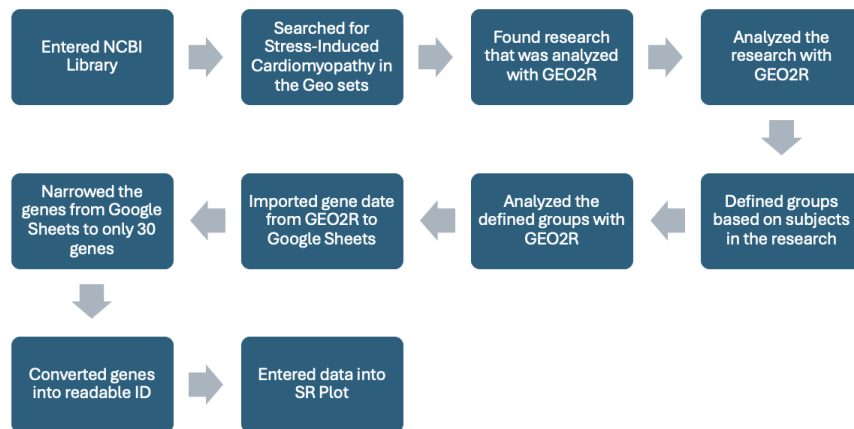 Entered NCBI
Library
Searched for
Stress-Induced
Cardiomyopathy in
the Geo sets
Found research
that was analyzed
with GEO2R
Analyzed the
research with
GEO2R
Defined groups
based on subjects
in the research
Analyzed the
defined groups with
GEO2R
Imported gene date
from GEO2R to
Google Sheets
Narrowed the
genes from Google
Sheets to only 30
genes
Converted genes
into readable ID
Entered data into
SR Plot